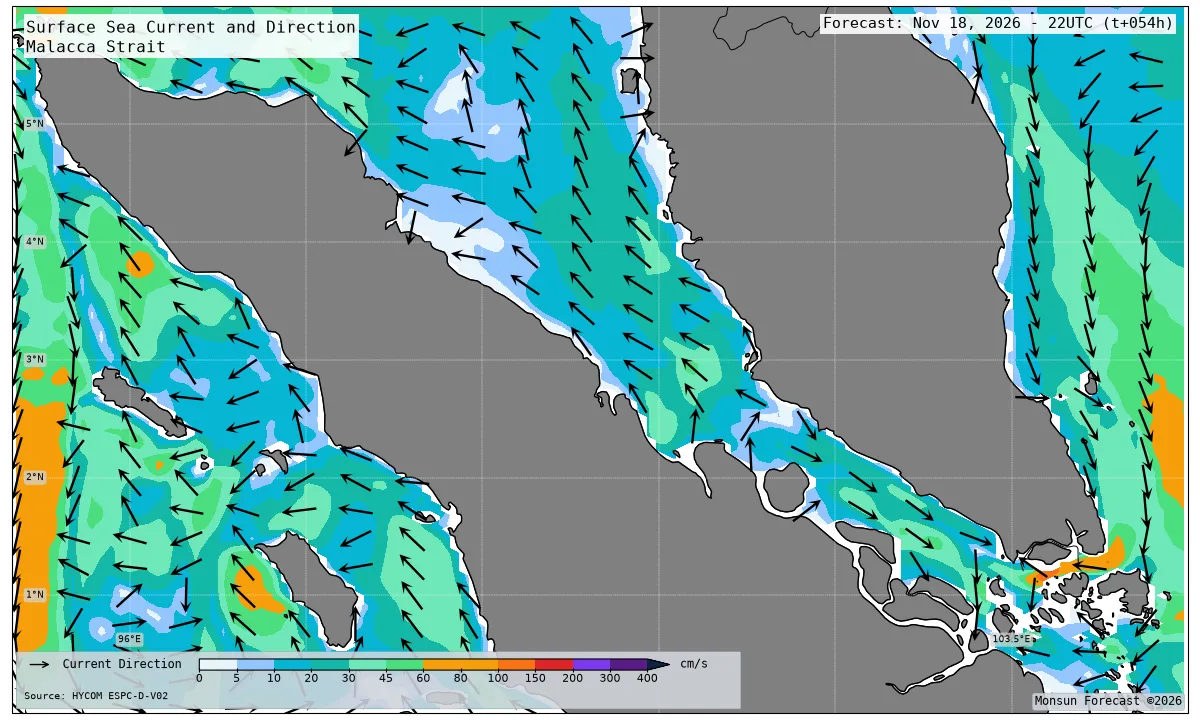 Surface Sea Current and Direction
Malacca Strait
Forecast: Nov 18, 2026 - 22UTC (t+054h)
5°N
4°N
3°N
2°N
1°N
96°E
103.5°E
Current Direction
0 5 10 20 30 45 60 80 100 150 200 300 400
cm/s
Source: HYCOM ESPC-D-V02
Monsun Forecast ©2026